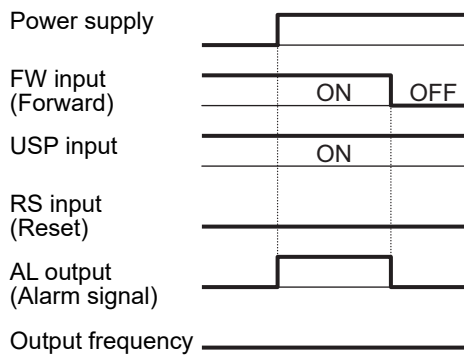 Power supply
FW input
(Forward)
ON
OFF
USP input
ON
RS input
(Reset)
AL output
(Alarm signal)
Output frequency